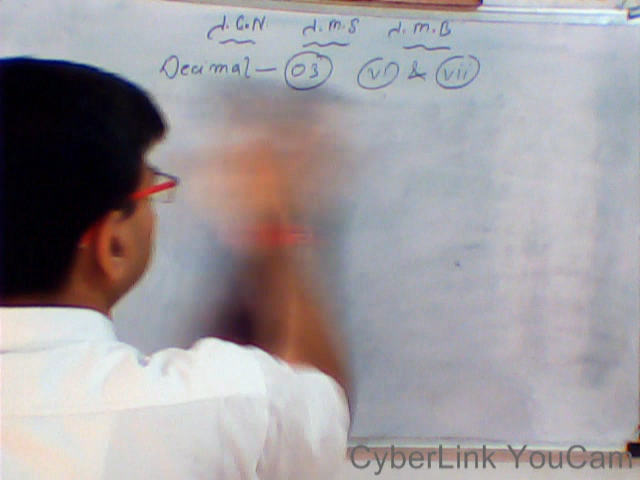 d.G.N. d.M.S d.M.B
Decimal — 03 vi & vii
CyberLink YouCam